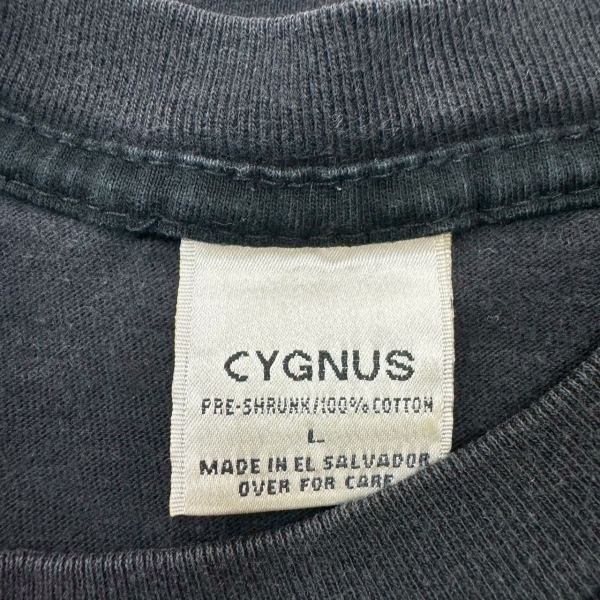 CYGNUS
PRE-SHRUNK/100% COTTON
L
MADE IN EL SALVADOR
OVER FOR CARE